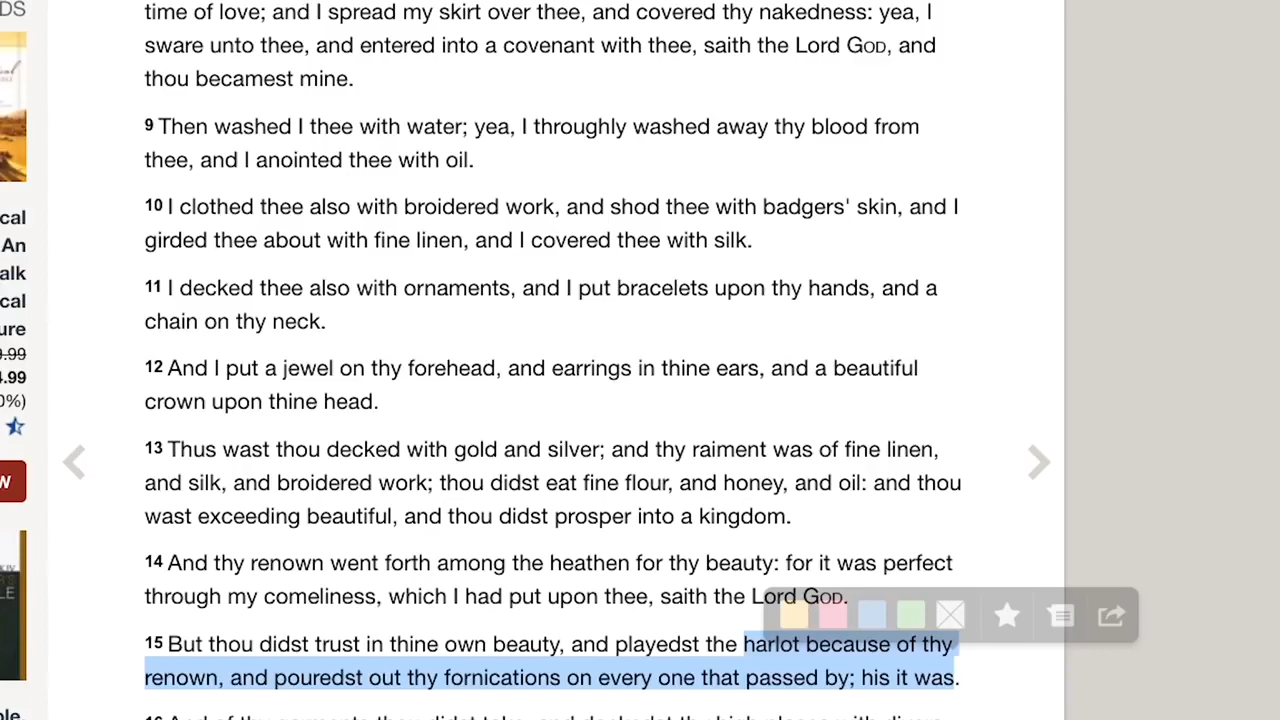 DS
time of love; and I spread my skirt over thee, and covered thy nakedness: yea, I
sware unto thee, and entered into a covenant with thee, saith the Lord GOD, and
thou becamest mine.
9 Then washed I thee with water; yea, I throughly washed away thy blood from
thee, and I anointed thee with oil.
10 I clothed thee also with broidered work, and shod thee with badgers' skin, and I
girded thee about with fine linen, and I covered thee with silk.
11 I decked thee also with ornaments, and I put bracelets upon thy hands, and a
chain on thy neck.
12 And I put a jewel on thy forehead, and earrings in thine ears, and a beautiful
crown upon thine head.
13 Thus wast thou decked with gold and silver; and thy raiment was of fine linen,
and silk, and broidered work; thou didst eat fine flour, and honey, and oil: and thou
wast exceeding beautiful, and thou didst prosper into a kingdom.
14 And thy renown went forth among the heathen for thy beauty: for it was perfect
through my comeliness, which I had put upon thee, saith the Lord GOD.
15 But thou didst trust in thine own beauty, and playedst the harlot because of thy
renown, and pouredst out thy fornications on every one that passed by; his it was.
cal
An
alk
cal
ure
9.99
4.99
0%)
W